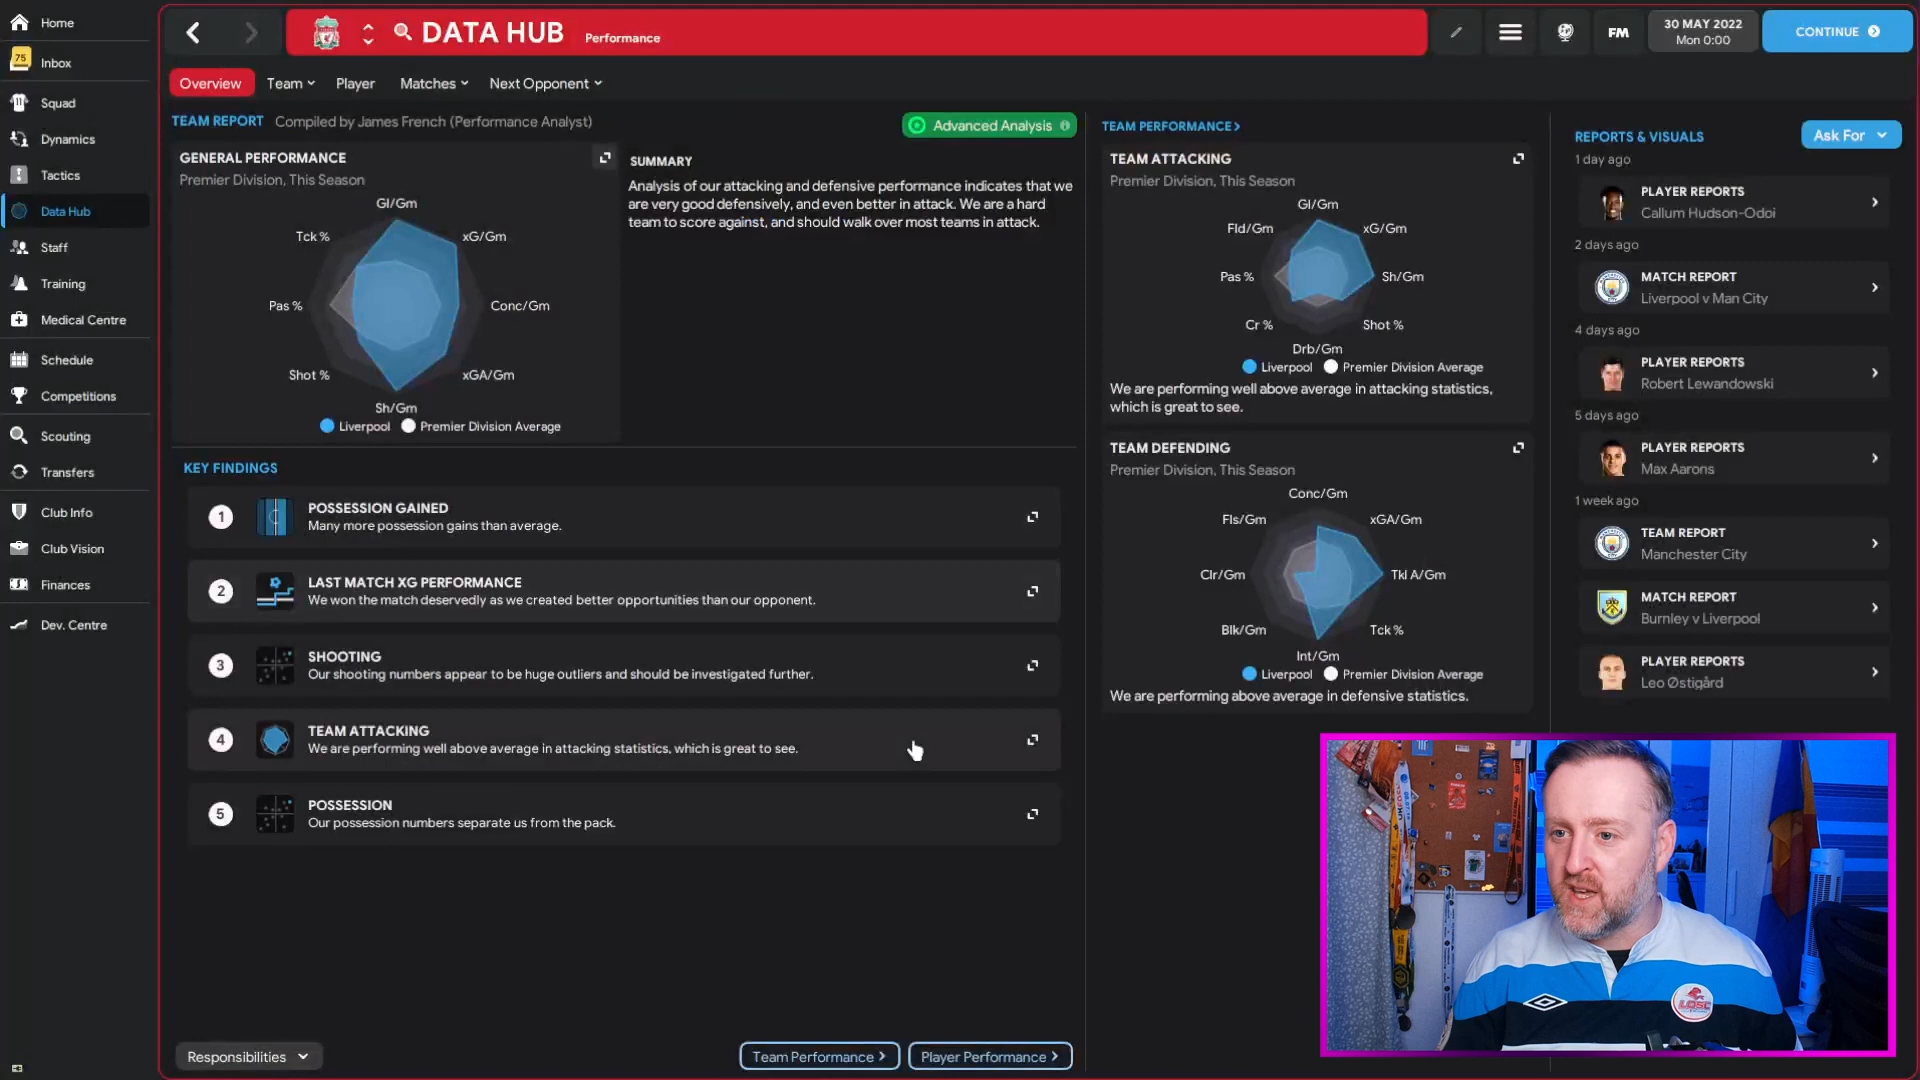 Home
75
Inbox
Squad
Dynamics
Tactics
Data Hub
Staff
Training
Medical Centre
Schedule
Competitions
Scouting
Transfers
Club Info
Club Vision
Finances
Dev. Centre
DATA HUB Performance
FM
30 MAY 2022
Mon 0:00
CONTINUE
Overview Team Player Matches Next Opponent
TEAM REPORT Compiled by James French (Performance Analyst)
Advanced Analysis
GENERAL PERFORMANCE
Premier Division, This Season
Gl/Gm
Tck %
xG/Gm
Pas %
Conc/Gm
Shot %
xGA/Gm
Sh/Gm
Liverpool Premier Division Average
SUMMARY
Analysis of our attacking and defensive performance indicates that we
are very good defensively, and even better in attack. We are a hard
team to score against, and should walk over most teams in attack.
KEY FINDINGS
1
POSSESSION GAINED
Many more possession gains than average.
2
LAST MATCH XG PERFORMANCE
We won the match deservedly as we created better opportunities than our opponent.
3
SHOOTING
Our shooting numbers appear to be huge outliers and should be investigated further.
4
TEAM ATTACKING
We are performing well above average in attacking statistics, which is great to see.
5
POSSESSION
Our possession numbers separate us from the pack.
Responsibilities
Team Performance
Player Performance
TEAM PERFORMANCE
TEAM ATTACKING
Premier Division, This Season
Gl/Gm
Fld/Gm
xG/Gm
Pas %
Sh/Gm
Cr %
Shot %
Drb/Gm
Liverpool Premier Division Average
We are performing well above average in attacking statistics,
which is great to see.
TEAM DEFENDING
Premier Division, This Season
Conc/Gm
Fls/Gm
xGA/Gm
Clr/Gm
Tkl A/Gm
Blk/Gm
Tck %
Int/Gm
Liverpool Premier Division Average
We are performing above average in defensive statistics.
REPORTS & VISUALS
Ask For
1 day ago
PLAYER REPORTS
Callum Hudson-Odoi
2 days ago
MATCH REPORT
Liverpool v Man City
4 days ago
PLAYER REPORTS
Robert Lewandowski
5 days ago
PLAYER REPORTS
Max Aarons
1 week ago
TEAM REPORT
Manchester City
MATCH REPORT
Burnley v Liverpool
PLAYER REPORTS
Leo Østigård
LOSC